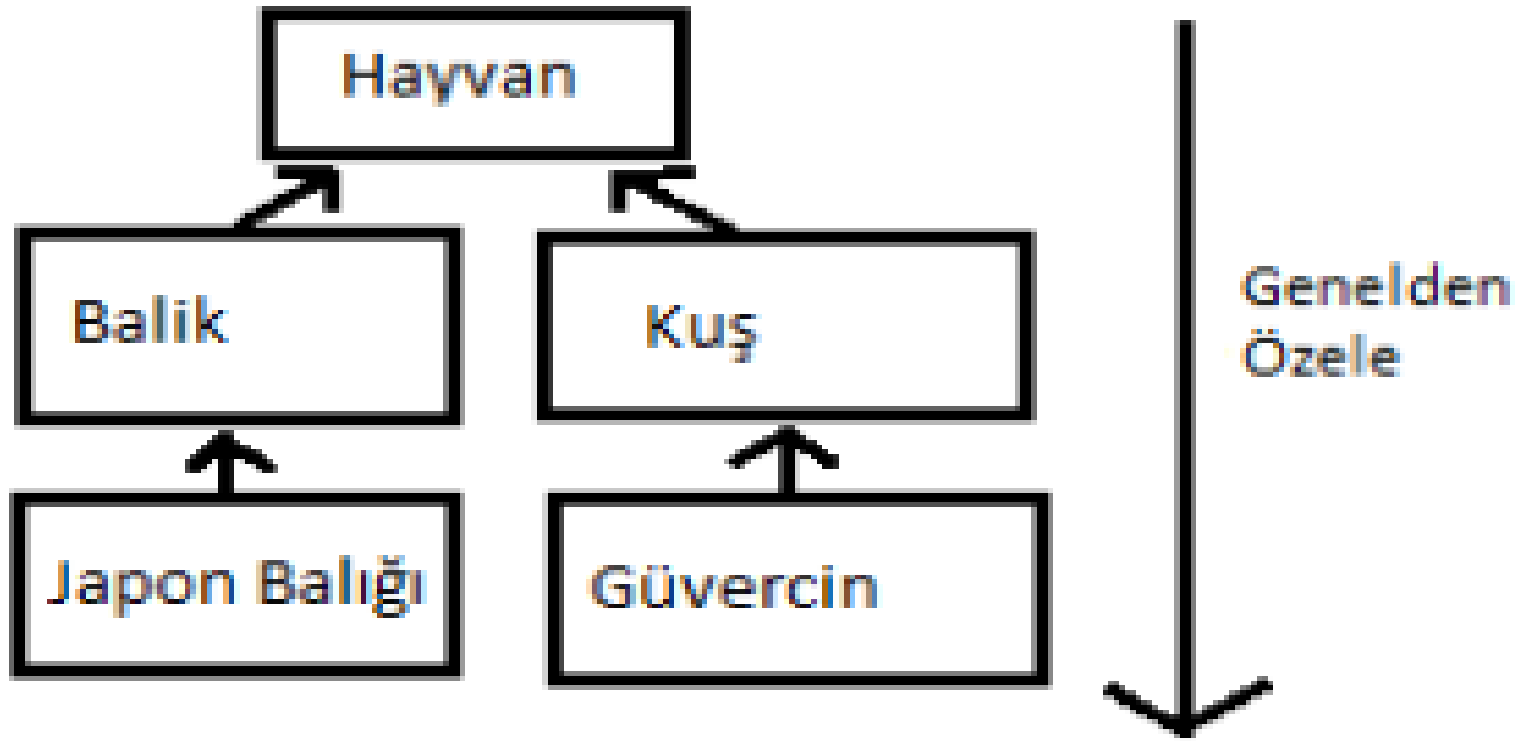 Hayvan
Balik
Kuş
Genelden
Özele
Japon Balığı
Güvercin